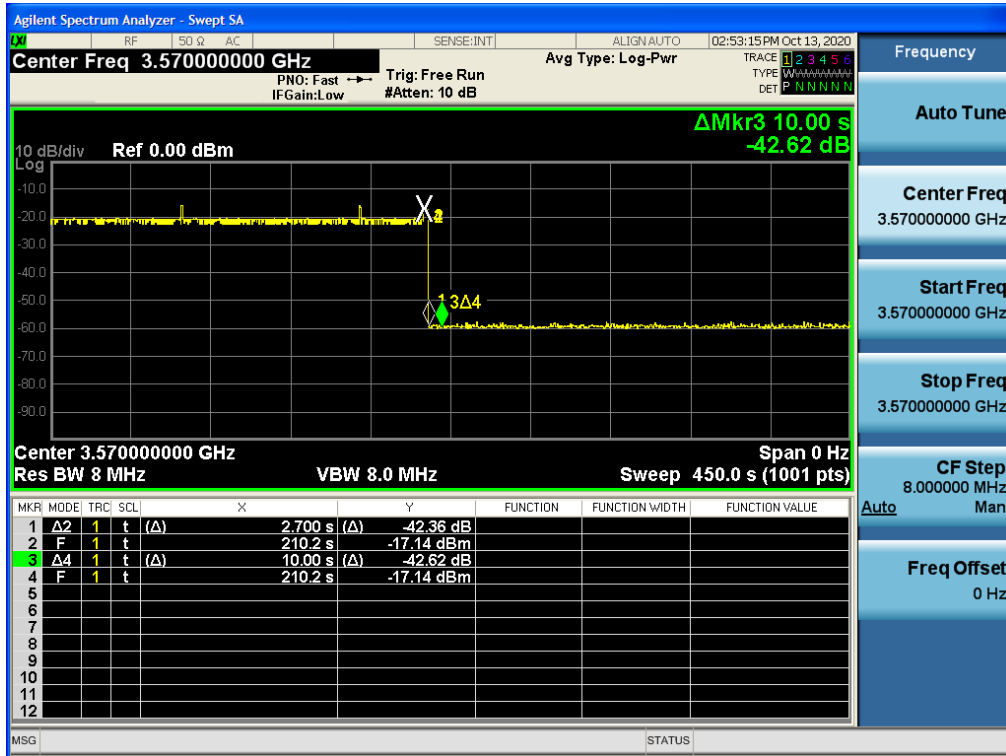 Agilent Spectrum Analyzer - Swept SA
LXI RF 50 Ω AC SENSE:INT ALIGN AUTO 02:53:15 PM Oct 13, 2020
Center Freq 3.570000000 GHz
PNO: Fast
IFGain:Low
Trig: Free Run
#Atten: 10 dB
Avg Type: Log-Pwr
TRACE 1 2 3 4 5 6
TYPE WWWWWW
DET P N N N N N
ΔMkr3 10.00 s
-42.62 dB
10 dB/div Ref 0.00 dBm
Log
-10.0
-20.0
-30.0
-40.0
-50.0
-60.0
-70.0
-80.0
-90.0
1 3Δ4
Center 3.570000000 GHz Span 0 Hz
Res BW 8 MHz VBW 8.0 MHz Sweep 450.0 s (1001 pts)
MKR MODE TRC SCL X Y FUNCTION FUNCTION WIDTH FUNCTION VALUE
1 Δ2 1 t (Δ) 2.700 s (Δ) -42.36 dB
2 F 1 t 210.2 s -17.14 dBm
3 Δ4 1 t (Δ) 10.00 s (Δ) -42.62 dB
4 F 1 t 210.2 s -17.14 dBm
5
6
7
8
9
10
11
12
MSG STATUS
Frequency
Auto Tune
Center Freq
3.570000000 GHz
Start Freq
3.570000000 GHz
Stop Freq
3.570000000 GHz
CF Step
8.000000 MHz
Auto Man
Freq Offset
0 Hz